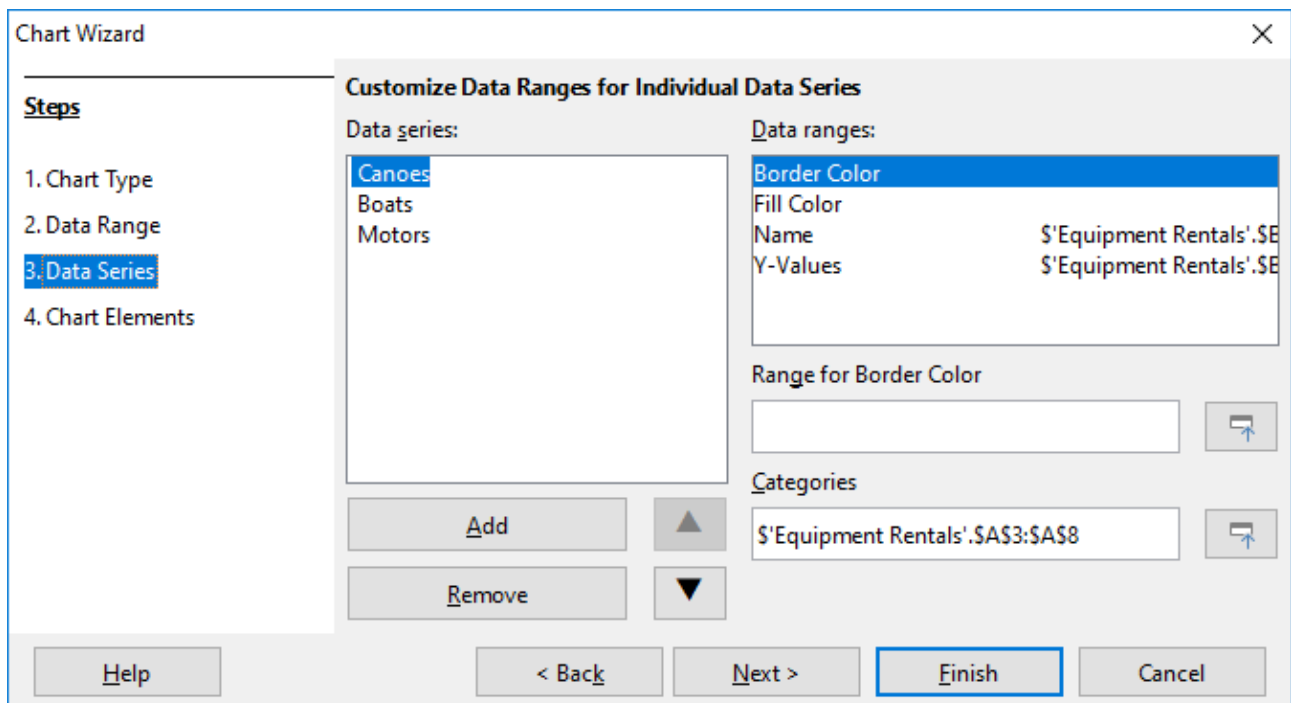 Chart Wizard
Steps
1. Chart Type
2. Data Range
3. Data Series
4. Chart Elements
Customize Data Ranges for Individual Data Series
Data series:
Canoes
Boats
Motors
Add
Remove
Data ranges:
Border Color
Fill Color
Name $'Equipment Rentals'.
Y-Values $'Equipment Rentals'.
Range for Border Color
Categories
$'Equipment Rentals'.$A$3:$A$8
Help
< Back
Next >
Finish
Cancel